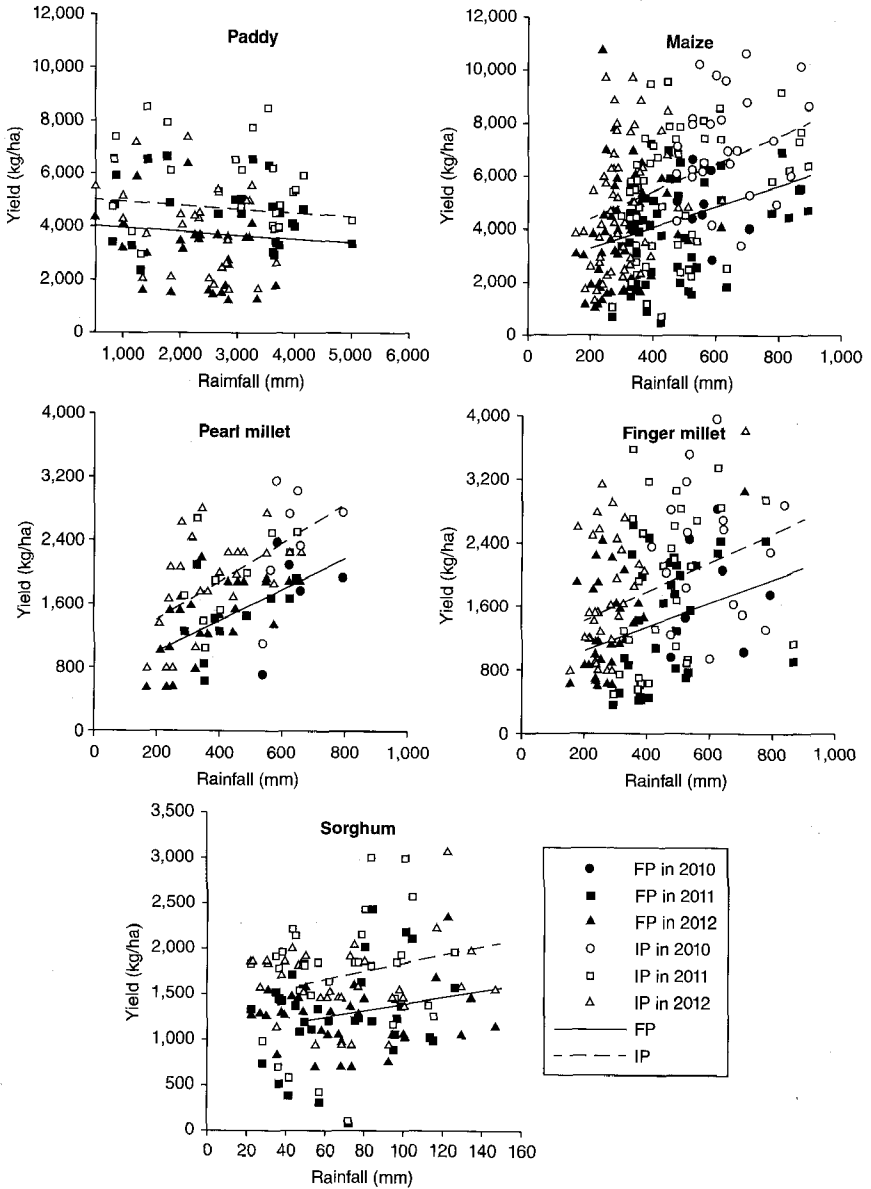 Paddy
12,000
10,000
8,000
6,000
4,000
2,000
0
Yield (kg/ha)
1,000 2,000 3,000 4,000 5,000 6,000
Raimfall (mm)
Maize
12,000
10,000
8,000
6,000
4,000
2,000
0
Yield (kg/ha)
0 200 400 600 800 1,000
Rainfall (mm)
Pearl millet
4,000
3,200
2,400
1,600
800
0
Yield (kg/ha)
0 200 400 600 800 1,000
Rainfall (mm)
Finger millet
4,000
3,200
2,400
1,600
800
0
Yield (kg/ha)
0 200 400 600 800 1,000
Rainfall (mm)
Sorghum
3,500
3,000
2,500
2,000
1,500
1,000
500
0
Yield (kg/ha)
0 20 40 60 80 100 120 140 160
Rainfall (mm)
FP in 2010
FP in 2011
FP in 2012
IP in 2010
IP in 2011
IP in 2012
FP
IP